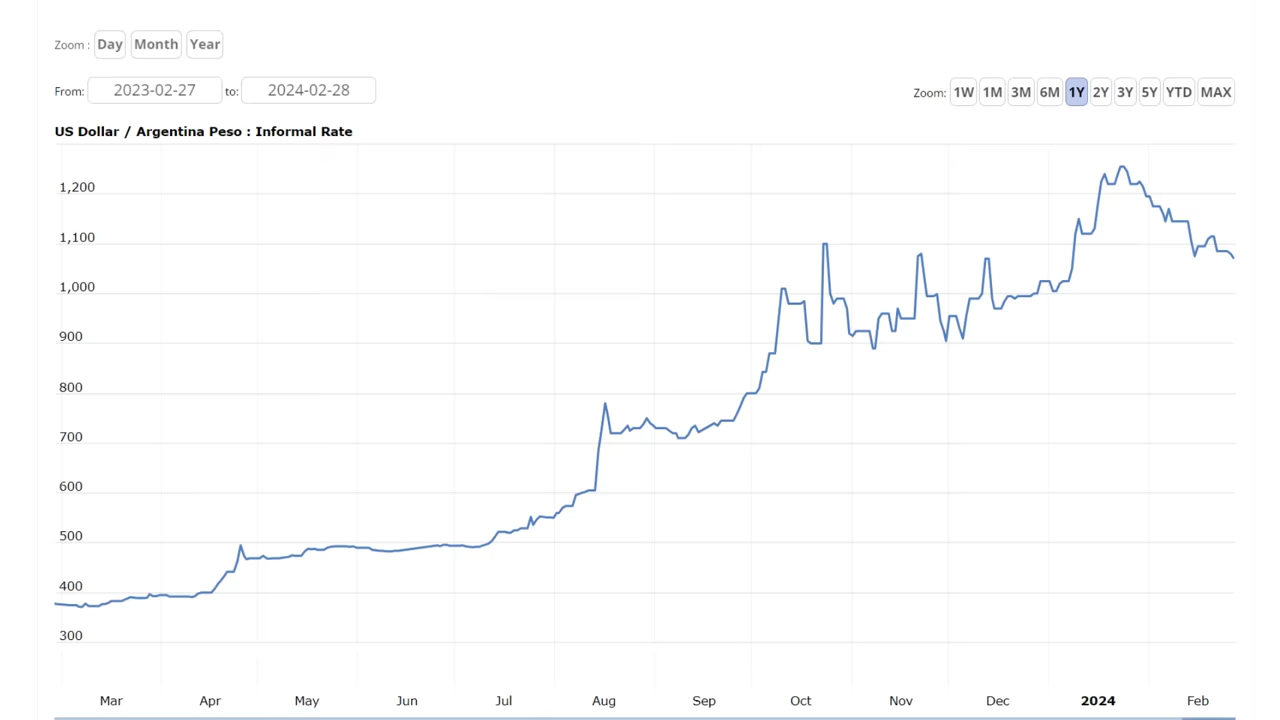 Zoom : Day Month Year
From: 2023-02-27 to: 2024-02-28 Zoom: 1W 1M 3M 6M 1Y 2Y 3Y 5Y YTD MAX
US Dollar / Argentina Peso : Informal Rate
1,200
1,100
1,000
900
800
700
600
500
400
300
Mar Apr May Jun Jul Aug Sep Oct Nov Dec 2024 Feb